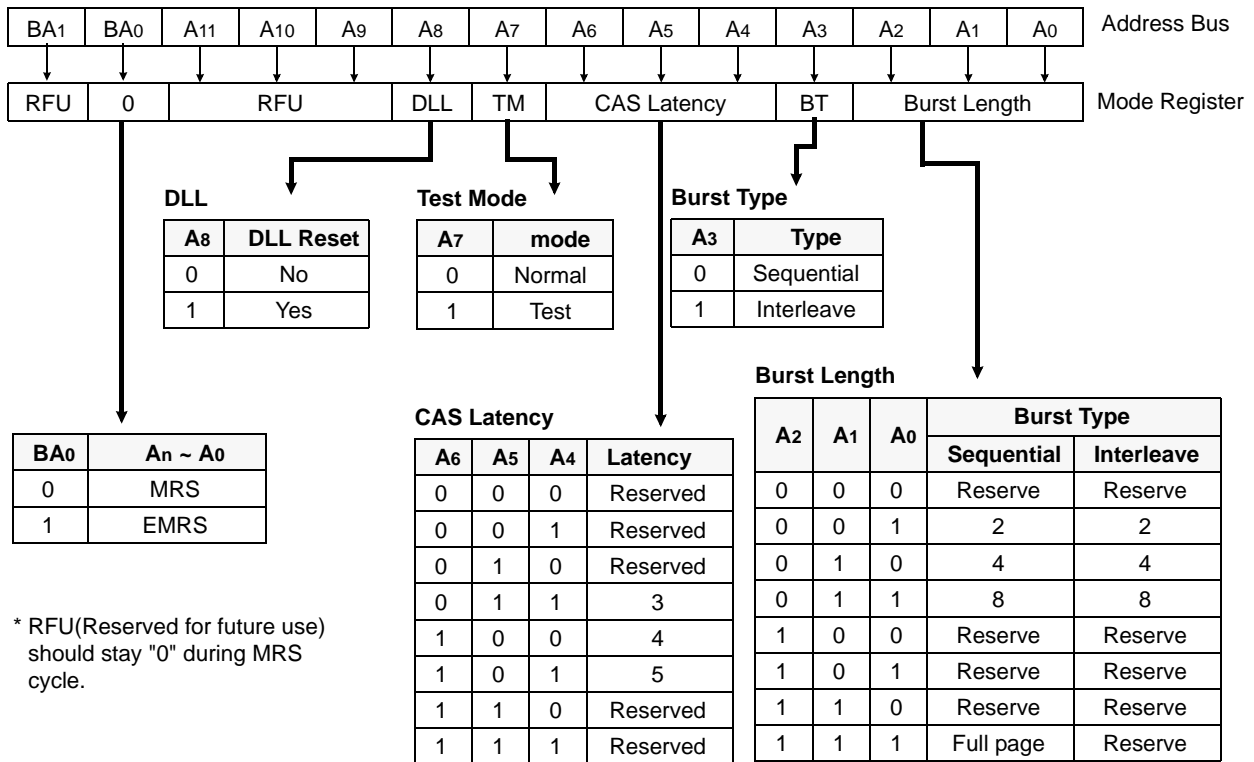 BA1 BA0 A11 A10 A9 A8 A7 A6 A5 A4 A3 A2 A1 A0 Address Bus
RFU 0 RFU DLL TM CAS Latency BT Burst Length Mode Register
DLL
A8 DLL Reset
0 No
1 Yes
Test Mode
A7 mode
0 Normal
1 Test
Burst Type
A3 Type
0 Sequential
1 Interleave
BA0 An ~ A0
0 MRS
1 EMRS
* RFU(Reserved for future use)
should stay "0" during MRS
cycle.
CAS Latency
A6 A5 A4 Latency
0 0 0 Reserved
0 0 1 Reserved
0 1 0 Reserved
0 1 1 3
1 0 0 4
1 0 1 5
1 1 0 Reserved
1 1 1 Reserved
Burst Length
A2 A1 A0 Burst Type
Sequential Interleave
0 0 0 Reserve Reserve
0 0 1 2 2
0 1 0 4 4
0 1 1 8 8
1 0 0 Reserve Reserve
1 0 1 Reserve Reserve
1 1 0 Reserve Reserve
1 1 1 Full page Reserve